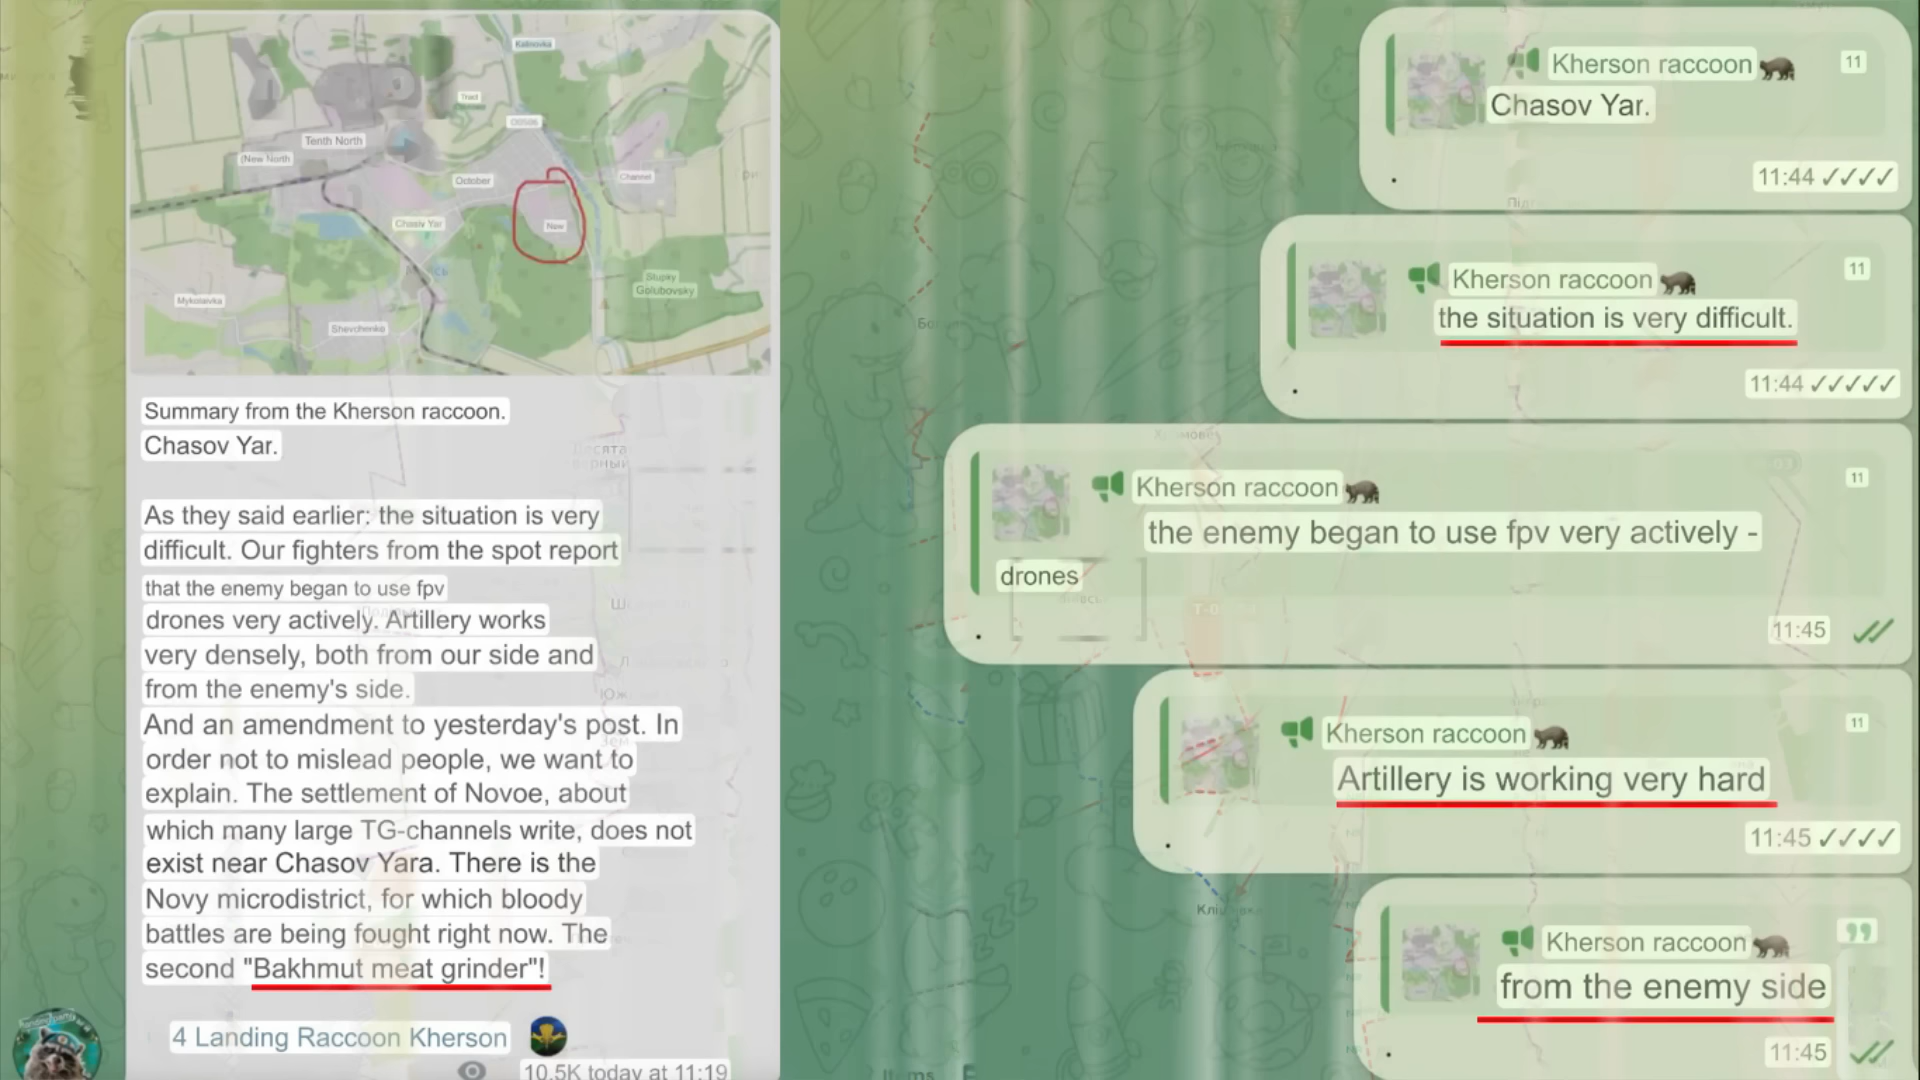 Kalinovka
Tenth North
(New North
O0506
October
Channel
Chasiv Yar
New
Stupky
Golubovsky
Mykolaivka
Shevchenko
Summary from the Kherson raccoon.
Chasov Yar.
As they said earlier: the situation is very
difficult. Our fighters from the spot report
that the enemy began to use fpv
drones very actively. Artillery works
very densely, both from our side and
from the enemy's side.
And an amendment to yesterday's post. In
order not to mislead people, we want to
explain. The settlement of Novoe, about
which many large TG-channels write, does not
exist near Chasov Yara. There is the
Novy microdistrict, for which bloody
battles are being fought right now. The
second "Bakhmut meat grinder"!
4 Landing Raccoon Kherson
10.5K today at 11:19
Kherson raccoon 11
Chasov Yar.
.
11:44
Kherson raccoon 11
the situation is very difficult.
.
11:44
Kherson raccoon 11
the enemy began to use fpv very actively -
drones
.
11:45
Kherson raccoon 11
Artillery is working very hard
.
11:45
Kherson raccoon
from the enemy side
.
11:45